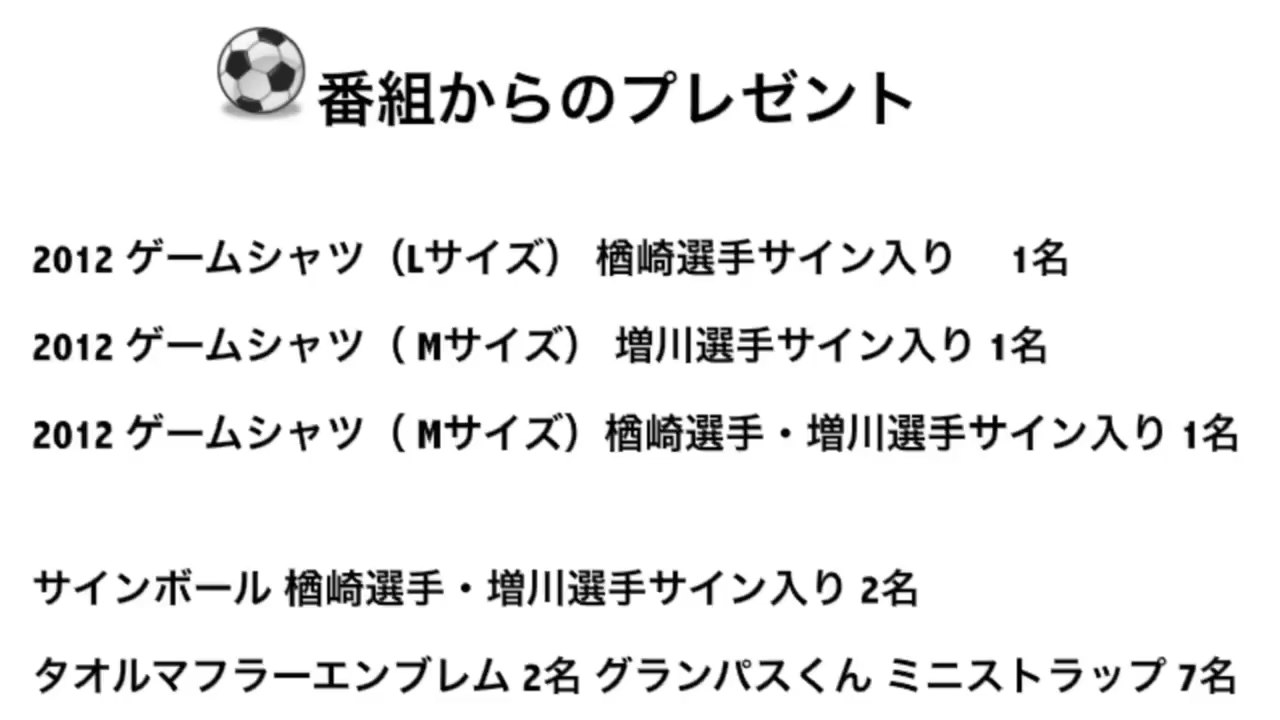 番組からのプレゼント
2012 ゲームシャツ（Lサイズ） 楢崎選手サイン入り　1名
2012 ゲームシャツ（ Mサイズ） 増川選手サイン入り 1名
2012 ゲームシャツ（ Mサイズ）楢崎選手・増川選手サイン入り 1名
サインボール 楢崎選手・増川選手サイン入り 2名
タオルマフラーエンブレム 2名 グランパスくん ミニストラップ 7名